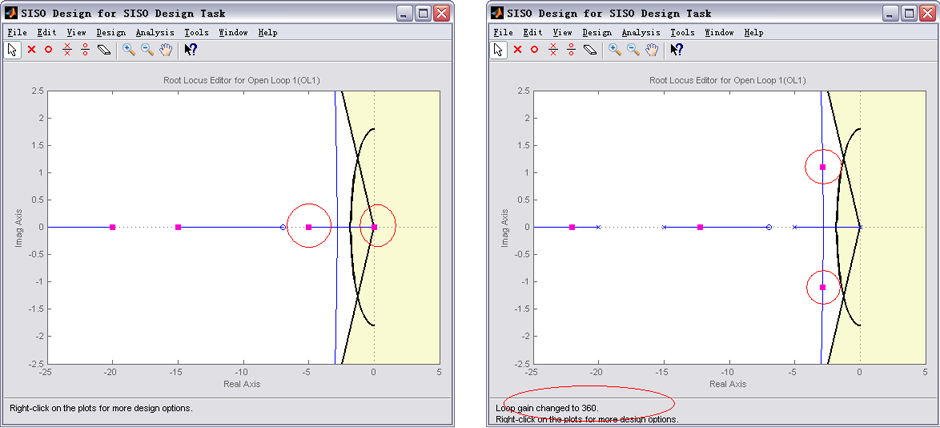 SISO Design for SISO Design Task
File Edit View Design Analysis Tools Window Help
Root Locus Editor for Open Loop 1(OL1)
2.5
2
1.5
1
0.5
0
-0.5
-1
-1.5
-2
-2.5
Imag Axis
-25 -20 -15 -10 -5 0 5
Real Axis
Right-click on the plots for more design options.
SISO Design for SISO Design Task
File Edit View Design Analysis Tools Window Help
Root Locus Editor for Open Loop 1(OL1)
2.5
2
1.5
1
0.5
0
-0.5
-1
-1.5
-2
-2.5
Imag Axis
-25 -20 -15 -10 -5 0 5
Real Axis
Loop gain changed to 360.
Right-click on the plots for more design options.